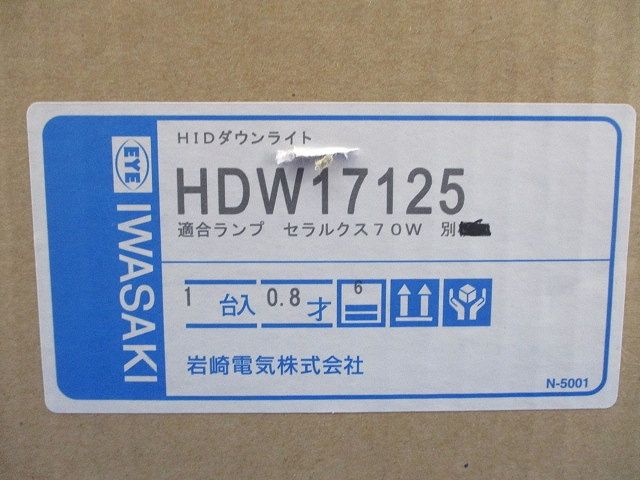 EYE
IWASAKI
HIDダウンライト
HDW17125
適合ランプ セラルクス70W 別
1 台入 0.8 才 6
岩崎電気株式会社
N-5001